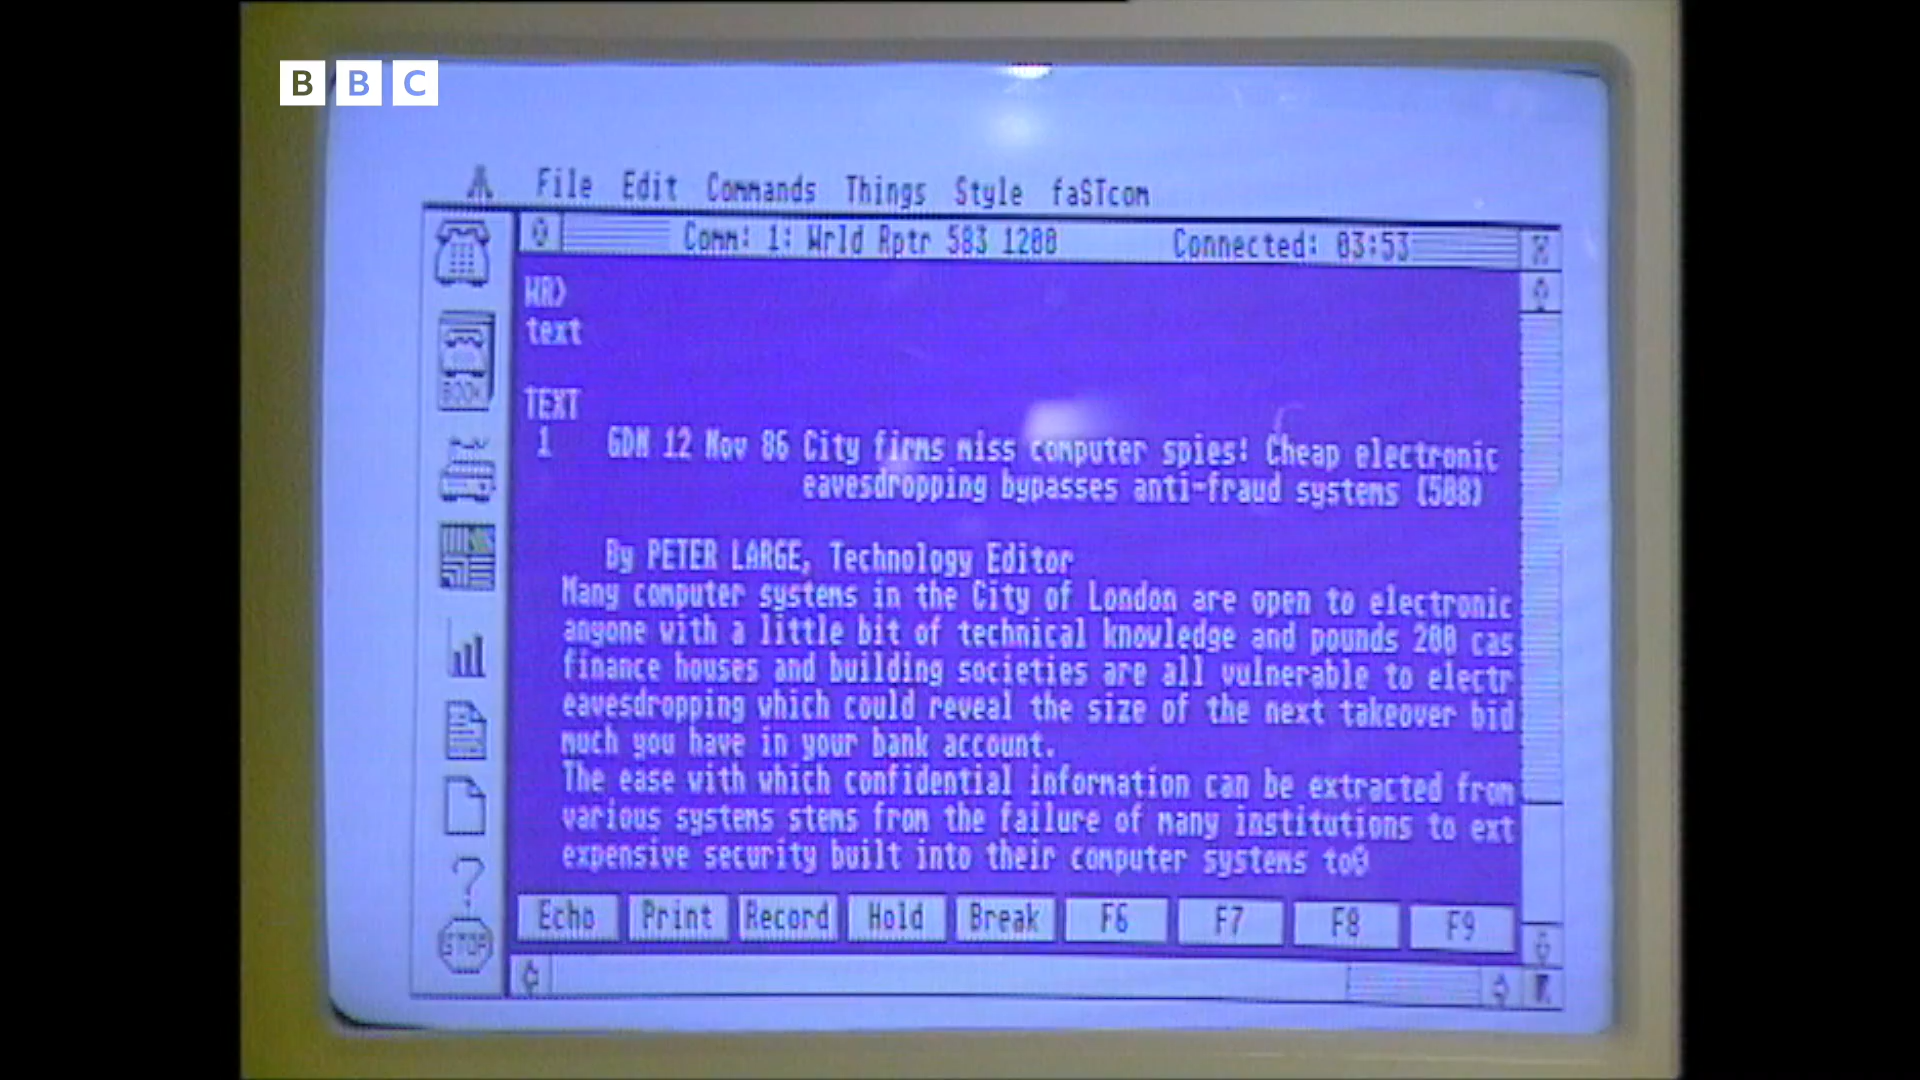 BBC
File Edit Commands Things Style faSTcom
Comm: 1: Wrld Rptr 583 1200 Connected: 03:53
WR>
text
BOOK
TEXT
1 GDN 12 Nov 86 City firms miss computer spies! Cheap electronic
eavesdropping bypasses anti-fraud systems (508)
By PETER LARGE, Technology Editor
Many computer systems in the City of London are open to electronic
anyone with a little bit of technical knowledge and pounds 200 cas
finance houses and building societies are all vulnerable to electr
eavesdropping which could reveal the size of the next takeover bid
much you have in your bank account.
The ease with which confidential information can be extracted from
various systems stems from the failure of many institutions to ext
expensive security built into their computer systems to
?
Echo Print Record Hold Break F6 F7 F8 F9
STOP